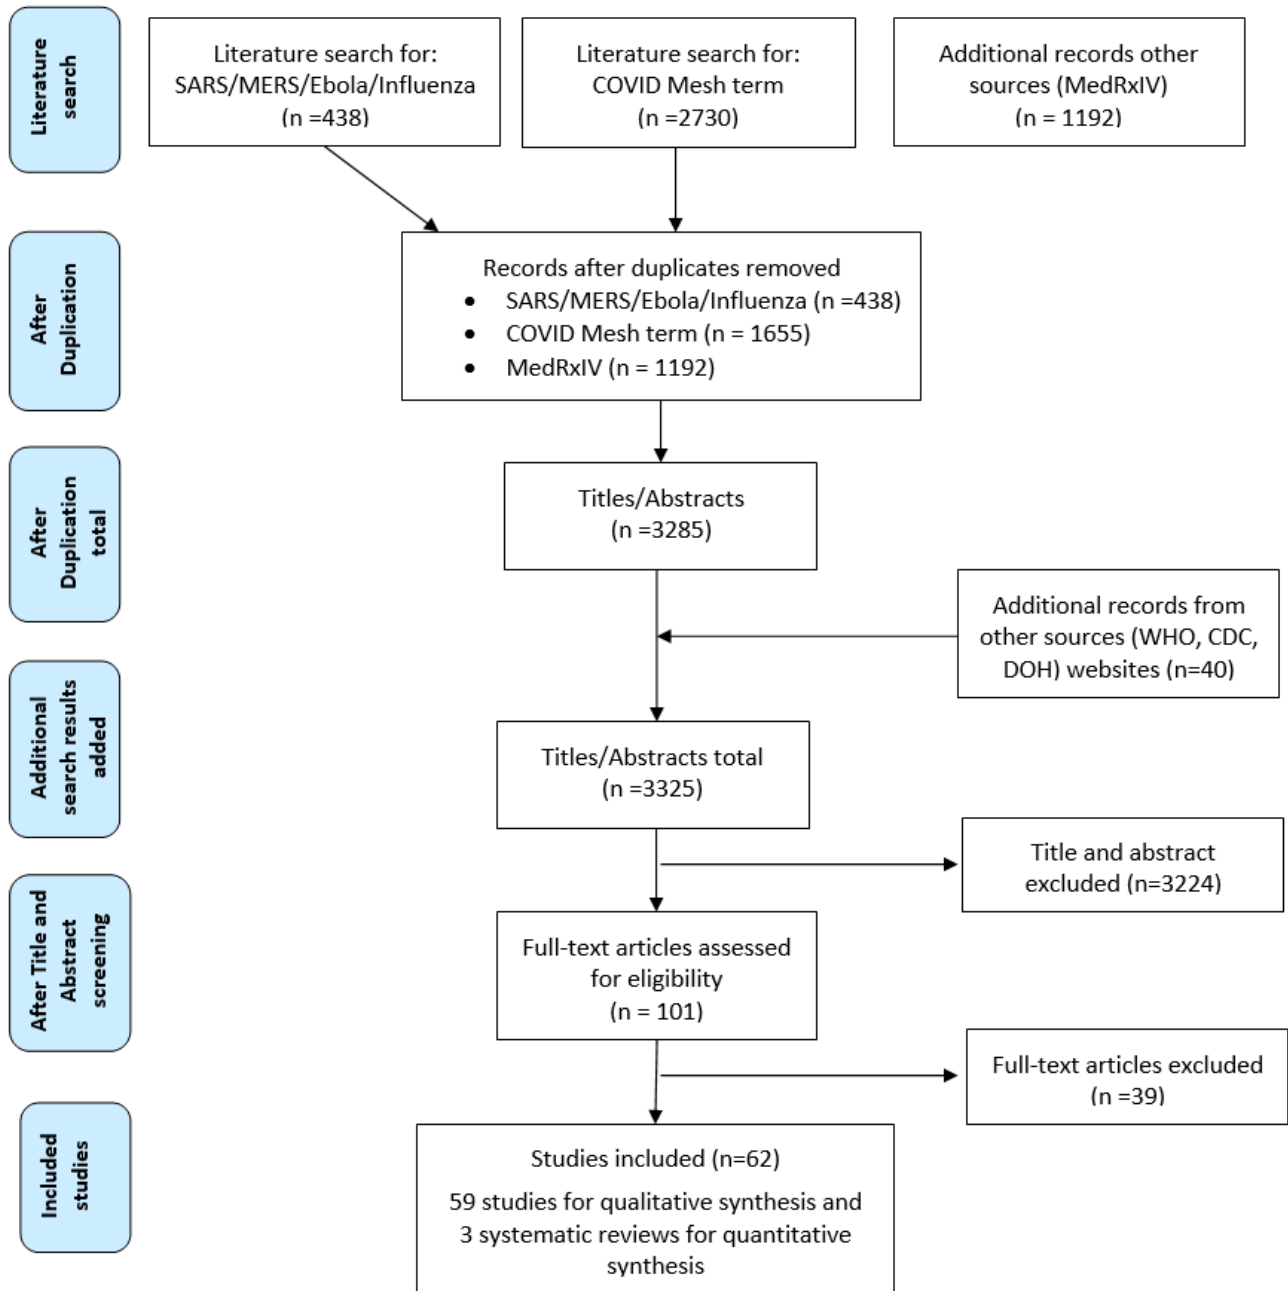 Literature
search
Literature search for:
SARS/MERS/Ebola/Influenza
(n =438)
Literature search for:
COVID Mesh term
(n =2730)
Additional records other
sources (MedRxIV)
(n = 1192)
After
Duplication
Records after duplicates removed
• SARS/MERS/Ebola/Influenza (n =438)
• COVID Mesh term (n = 1655)
• MedRxIV (n = 1192)
After
Duplication
total
Titles/Abstracts
(n =3285)
Additional records from
other sources (WHO, CDC,
DOH) websites (n=40)
Additional
search results
added
Titles/Abstracts total
(n =3325)
Title and abstract
excluded (n=3224)
After Title and
Abstract
screening
Full-text articles assessed
for eligibility
(n = 101)
Full-text articles excluded
(n =39)
Included
studies
Studies included (n=62)
59 studies for qualitative synthesis and
3 systematic reviews for quantitative
synthesis